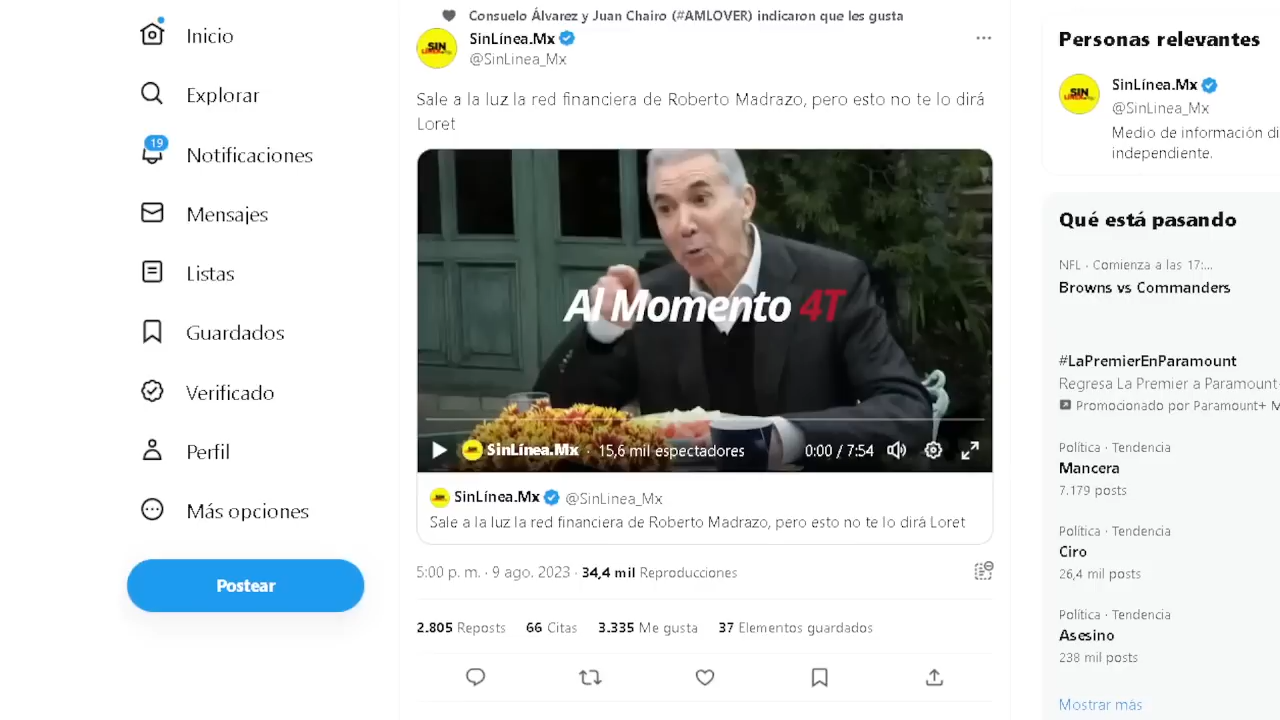 Inicio
Explorar
19
Notificaciones
Mensajes
Listas
Guardados
Verificado
Perfil
Más opciones
Postear
Consuelo Álvarez y Juan Chairo (#AMLOVER) indicaron que les gusta
SIN
SinLínea.Mx
@SinLinea_Mx
Sale a la luz la red financiera de Roberto Madrazo, pero esto no te lo dirá
Loret
Al Momento 4T
SinLínea.Mx · 15,6 mil espectadores
0:00 / 7:54
SinLínea.Mx @SinLinea_Mx
Sale a la luz la red financiera de Roberto Madrazo, pero esto no te lo dirá Loret
5:00 p. m. · 9 ago. 2023 · 34,4 mil Reproducciones
2.805 Reposts 66 Citas 3.335 Me gusta 37 Elementos guardados
Personas relevantes
SIN
SinLínea.Mx
@SinLinea_Mx
Medio de información di
independiente.
Qué está pasando
NFL · Comienza a las 17:...
Browns vs Commanders
#LaPremierEnParamount
Regresa La Premier a Paramount+
Promocionado por Paramount+ M
Política · Tendencia
Mancera
7.179 posts
Política · Tendencia
Ciro
26,4 mil posts
Política · Tendencia
Asesino
238 mil posts
Mostrar más